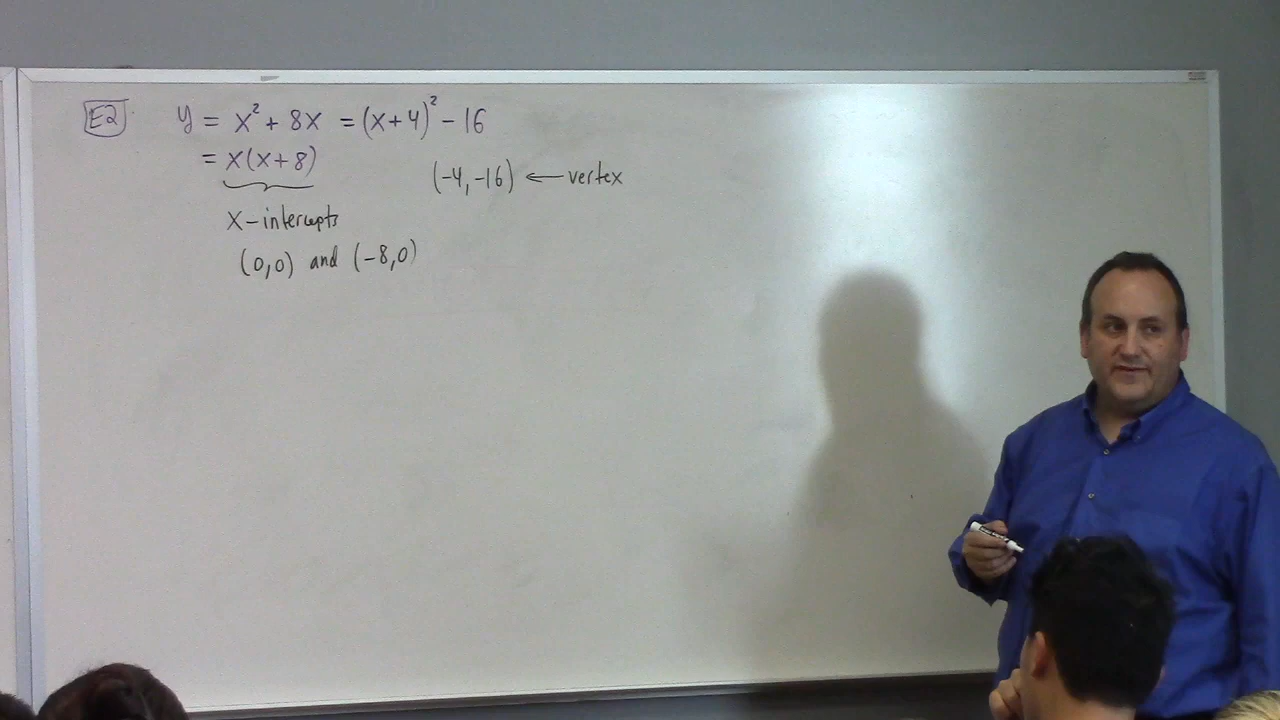 E2 y = x² + 8x = (x+4)² - 16
= x(x+8)
(-4,-16) ← vertex
x-intercepts
(0,0) and (-8,0)